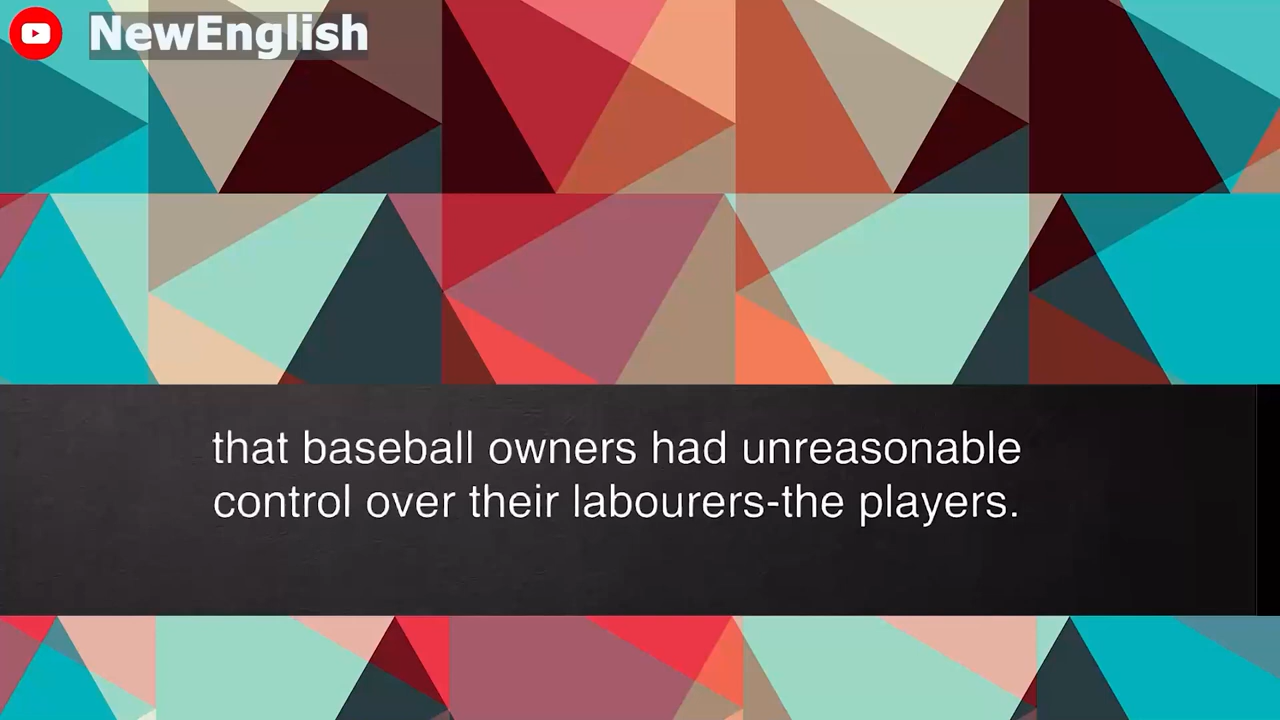 NewEnglish
that baseball owners had unreasonable
control over their labourers-the players.